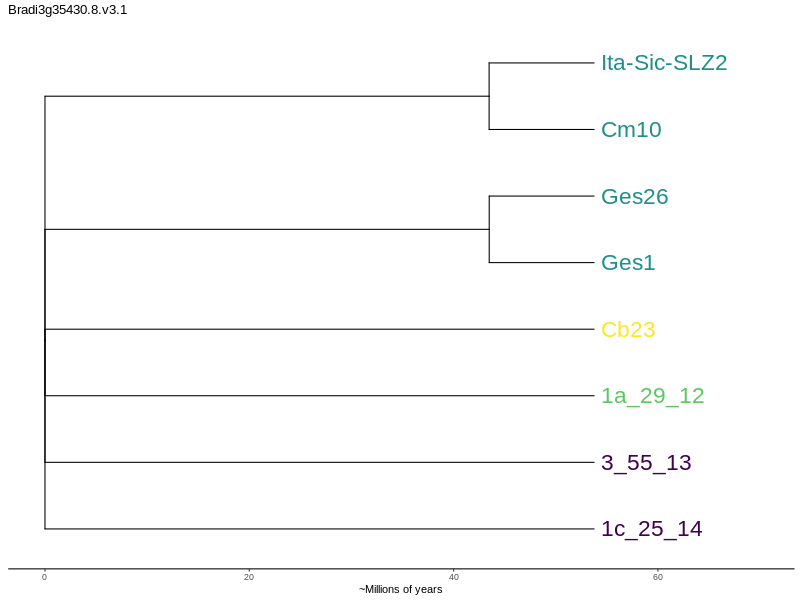 Bradi3g35430.8.v3.1
Ita-Sic-SLZ2
Cm10
Ges26
Ges1
Cb23
1a_29_12
3_55_13
1c_25_14
0 20 40 60
~Millions of years